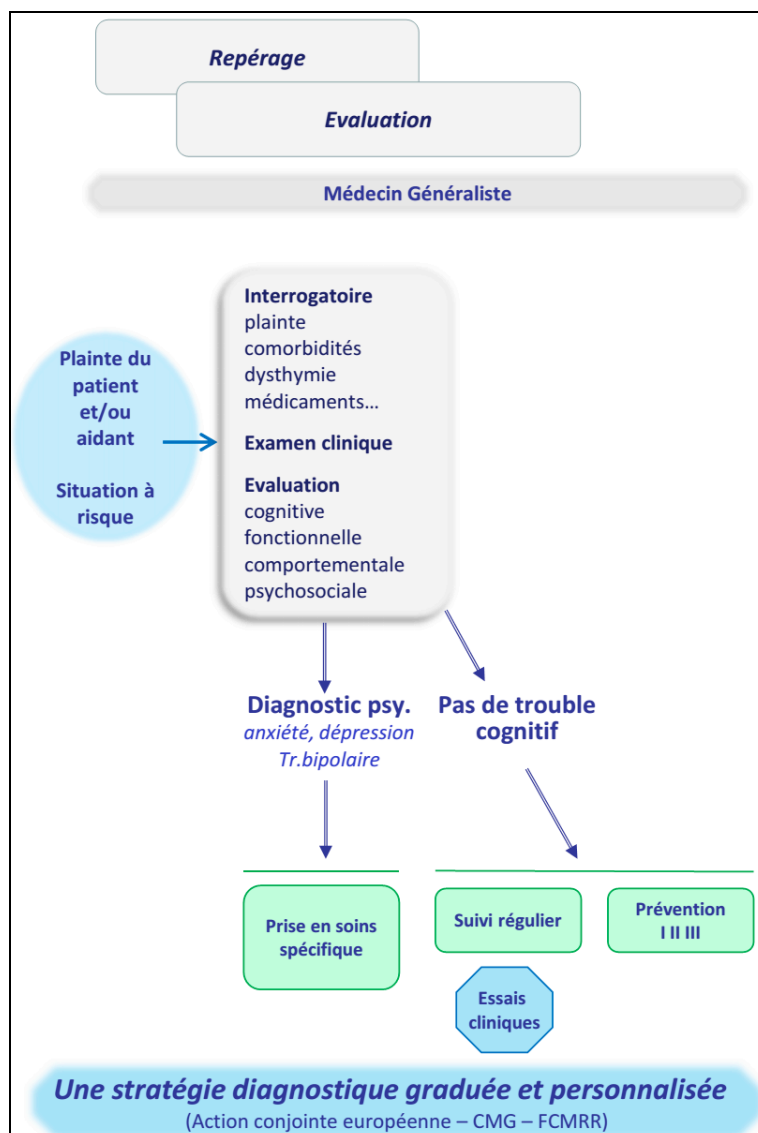 Repérage
Evaluation
Médecin Généraliste
Plainte du
patient
et/ou
aidant
Situation à
risque
Interrogatoire
plainte
comorbidités
dysthymie
médicaments...
Examen clinique
Evaluation
cognitive
fonctionnelle
comportementale
psychosociale
Diagnostic psy.
anxiété, dépression
Tr.bipolaire
Pas de trouble
cognitif
Prise en soins
spécifique
Suivi régulier
Prévention
I II III
Essais
cliniques
Une stratégie diagnostique graduée et personnalisée
(Action conjointe européenne – CMG – FCMRR)